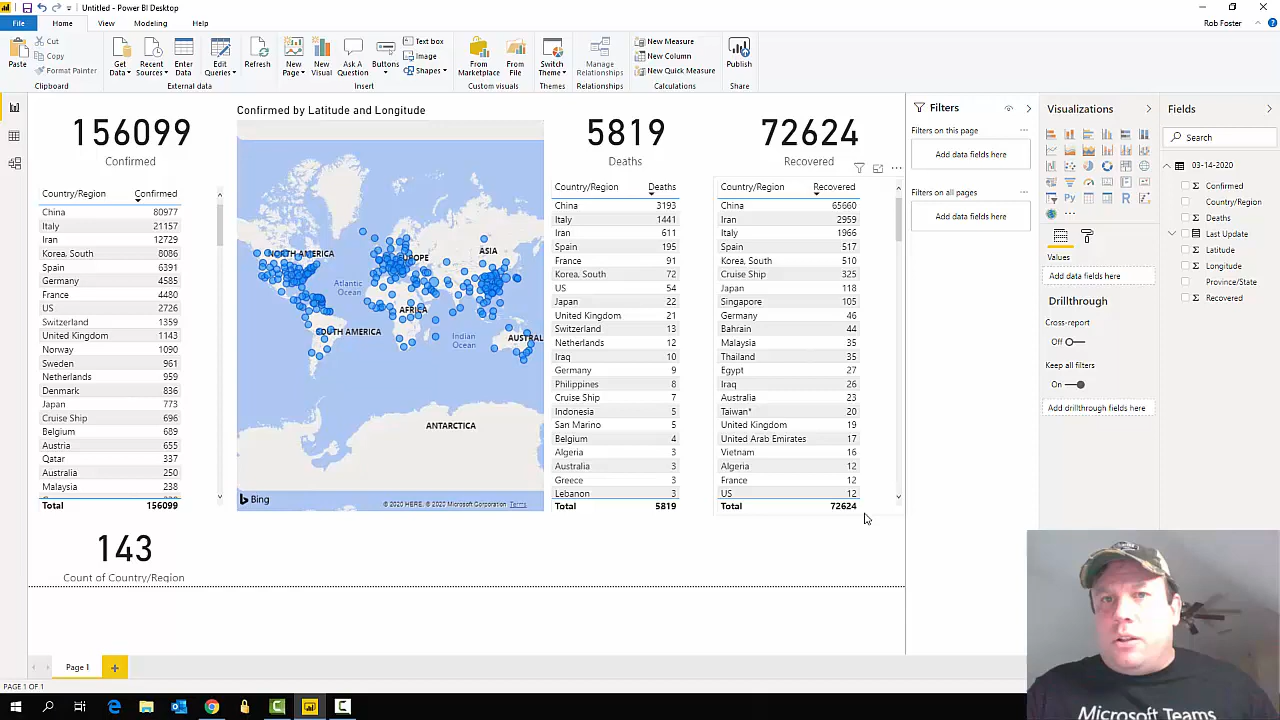 Untitled - Power BI Desktop
Rob Foster
File
Home
View
Modeling
Help
Paste
Cut
Copy
Format Painter
Clipboard
Get Data
Recent Sources
Enter Data
Edit Queries
Refresh
External data
New Page
New Visual
Ask A Question
Buttons
Text box
Image
Shapes
Insert
From Marketplace
From File
Custom visuals
Switch Theme
Themes
Manage Relationships
Relationships
New Measure
New Column
New Quick Measure
Calculations
Publish
Share
156099
Confirmed
Country/Region Confirmed
China 80977
Italy 21157
Iran 12729
Korea, South 8086
Spain 6391
Germany 4585
France 4480
US 2726
Switzerland 1359
United Kingdom 1143
Norway 1090
Sweden 961
Netherlands 959
Denmark 836
Japan 773
Cruise Ship 696
Belgium 689
Austria 655
Qatar 337
Australia 250
Malaysia 238
Total 156099
143
Count of Country/Region
Confirmed by Latitude and Longitude
NORTH AMERICA
EUROPE
ASIA
Atlantic Ocean
AFRICA
SOUTH AMERICA
Indian Ocean
AUSTRAL
ANTARCTICA
Bing
© 2020 HERE, © 2020 Microsoft Corporation Terms
5819
Deaths
Country/Region Deaths
China 3193
Italy 1441
Iran 611
Spain 195
France 91
Korea, South 72
US 54
Japan 22
United Kingdom 21
Switzerland 13
Netherlands 12
Iraq 10
Germany 9
Philippines 8
Cruise Ship 7
Indonesia 5
San Marino 5
Belgium 4
Algeria 3
Australia 3
Greece 3
Lebanon 3
Total 5819
72624
Recovered
Country/Region Recovered
China 65660
Iran 2959
Italy 1966
Spain 517
Korea, South 510
Cruise Ship 325
Japan 118
Singapore 105
Germany 46
Bahrain 44
Malaysia 35
Thailand 35
Egypt 27
Iraq 26
Australia 23
Taiwan* 20
United Kingdom 19
United Arab Emirates 17
Vietnam 16
Algeria 12
France 12
US 12
Total 72624
Filters
Filters on this page
Add data fields here
Filters on all pages
Add data fields here
Visualizations
Values
Add data fields here
Drillthrough
Cross-report
Off
Keep all filters
On
Add drillthrough fields here
Fields
Search
03-14-2020
Confirmed
Country/Region
Deaths
Last Update
Latitude
Longitude
Province/State
Recovered
Page 1
PAGE 1 OF 1
Microsoft Teams